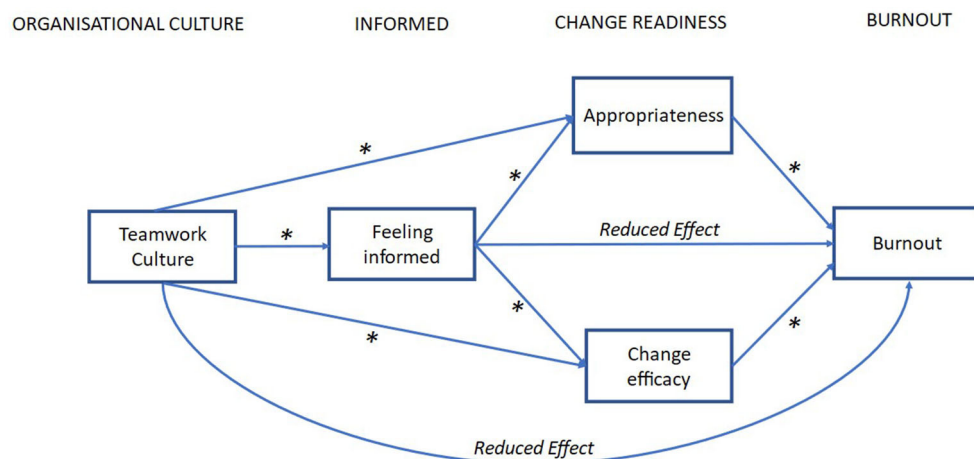 ORGANISATIONAL CULTURE
INFORMED
CHANGE READINESS
BURNOUT
Appropriateness
*
*
*
Teamwork
Culture
*
Feeling
informed
Reduced Effect
Burnout
*
*
*
Change
efficacy
Reduced Effect